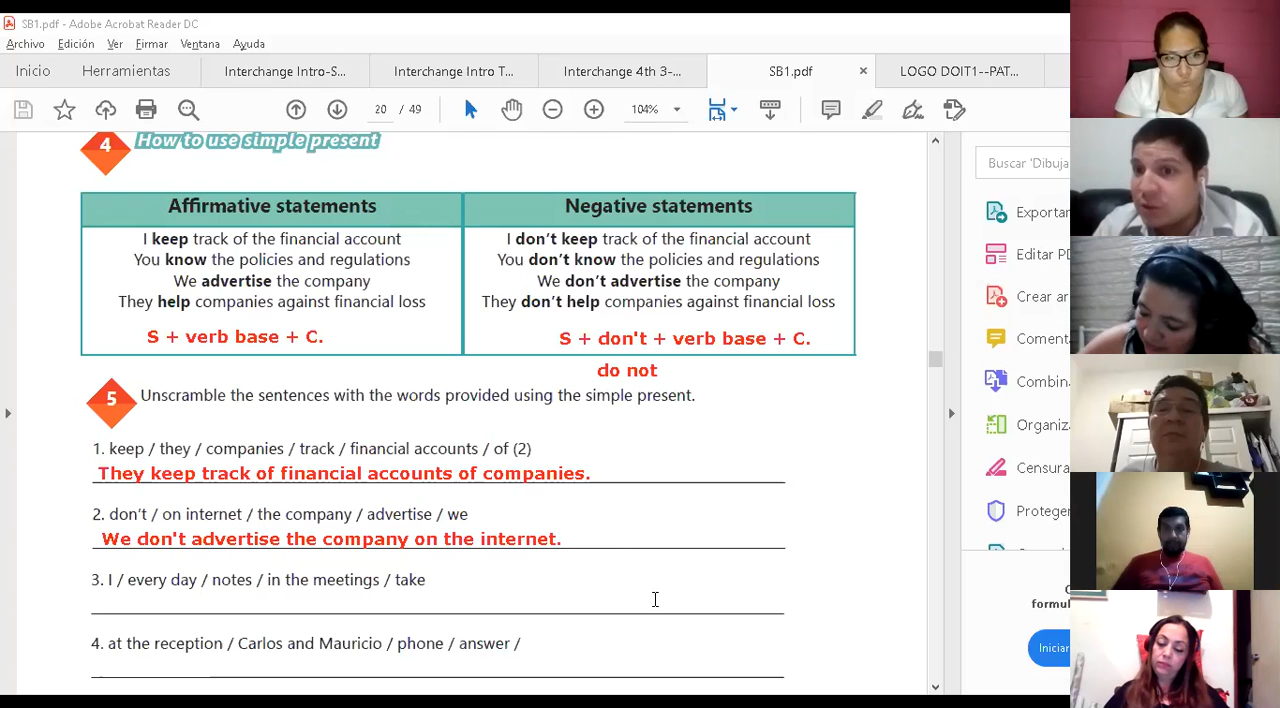 SB1.pdf - Adobe Acrobat Reader DC
Archivo Edición Ver Firmar Ventana Ayuda
Inicio Herramientas Interchange Intro-S... Interchange Intro T... Interchange 4th 3-... SB1.pdf × LOGO DOIT1--PAT...
20 / 49 104%
4 How to use simple present
Buscar 'Dibuja
Affirmative statements Negative statements
I keep track of the financial account I don't keep track of the financial account
You know the policies and regulations You don't know the policies and regulations
We advertise the company We don't advertise the company
They help companies against financial loss They don't help companies against financial loss
S + verb base + C. S + don't + verb base + C.
do not
5 Unscramble the sentences with the words provided using the simple present.
1. keep / they / companies / track / financial accounts / of (2)
They keep track of financial accounts of companies.
2. don't / on internet / the company / advertise / we
We don't advertise the company on the internet.
3. I / every day / notes / in the meetings / take
4. at the reception / Carlos and Mauricio / phone / answer /
Exportar
Editar PD
Crear ar
Coment
Combin
Organiz
Censura
Proteger
formul
Iniciar